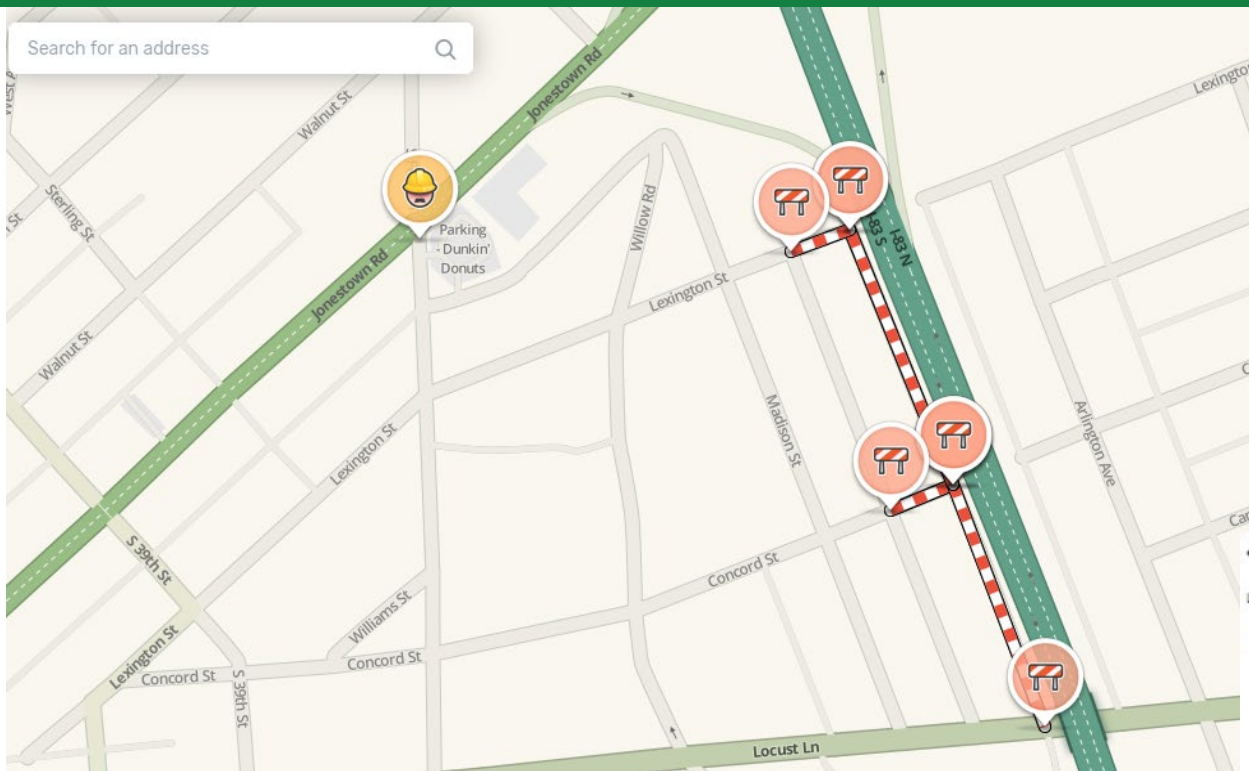 Search for an address
Jonestown Rd
Walnut St
Lexingto
Sterling St
Willow Rd
I-83 S
I-83 N
Parking
- Dunkin'
Donuts
Jonestown Rd
Lexington St
Walnut St
Madison St
Arlington Ave
Lexington St
S 39th St
Concord St
Car
Williams St
Lexington St
Concord St
Concord St
S 39th St
Locust Ln